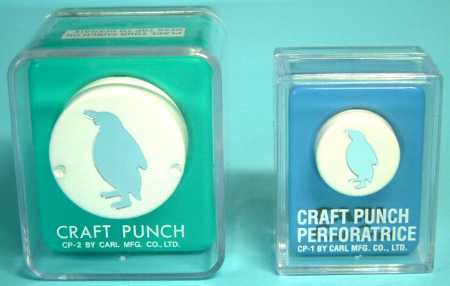 CRAFT PUNCH
CP-2 BY CARL MFG. CO., LTD.
CRAFT PUNCH
PERFORATRICE
CP-1 BY CARL MFG. CO., LTD.